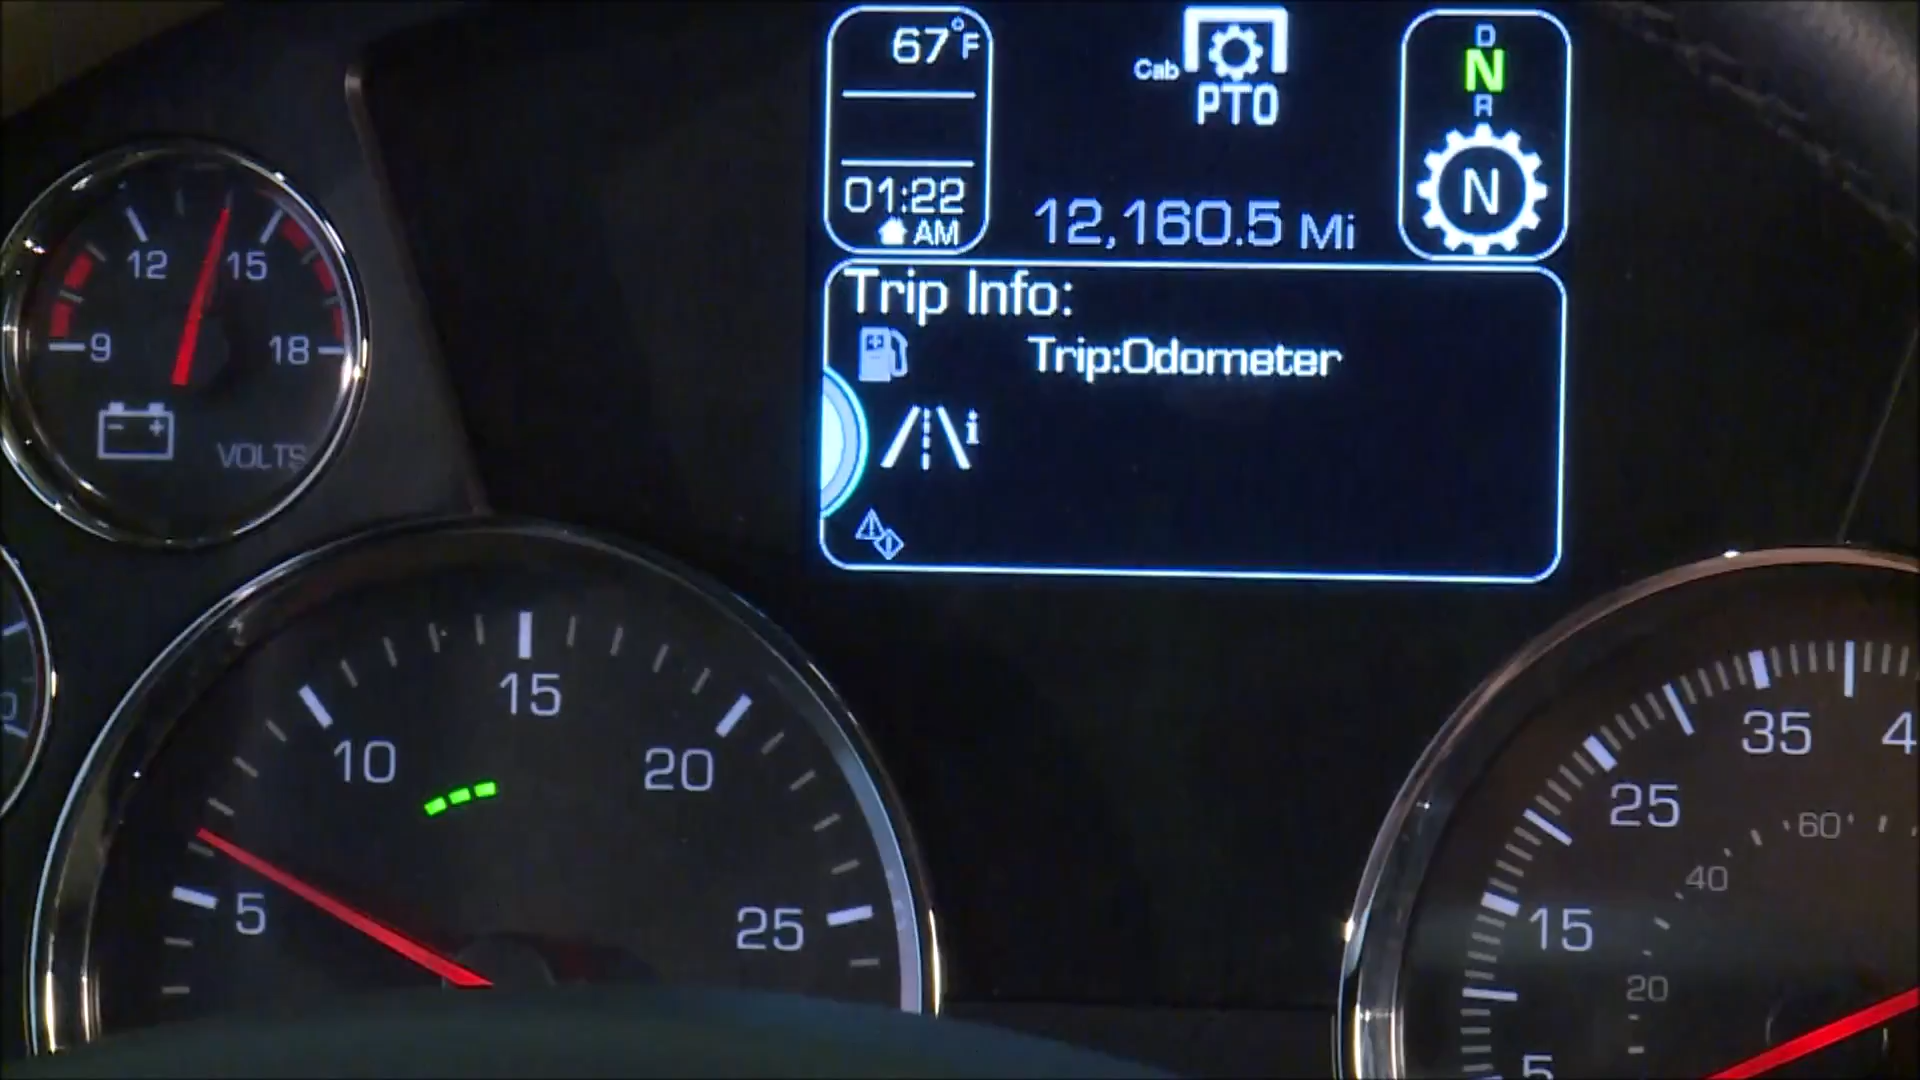 67°F
01:22
AM
Cab
PTO
12,160.5 Mi
D
N
R
N
Trip Info:
Trip:Odometer
i
9
12
15
18
VOLTS
5
10
15
20
25
5
15
25
35
20
40
60